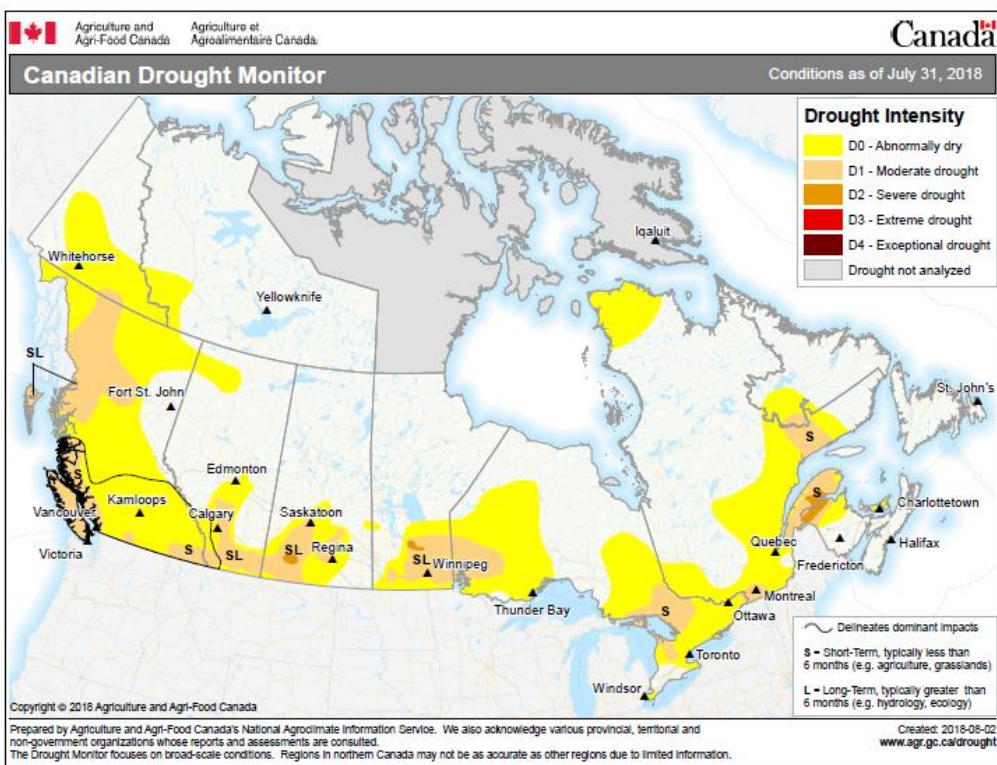 Agriculture and
Agri-Food Canada
Agriculture et
Agroalimentaire Canada
Canada
Canadian Drought Monitor
Conditions as of July 31, 2018
Drought Intensity
D0 - Abnormally dry
D1 - Moderate drought
D2 - Severe drought
D3 - Extreme drought
D4 - Exceptional drought
Drought not analyzed
Iqaluit
Whitehorse
Yellowknife
SL
Fort St. John
St. John's
S
Edmonton
S
S
Kamloops
Saskatoon
Charlottetown
Vancouver
Calgary
Regina
Quebec
Halifax
Victoria
S
SL
SL
SL
Winnipeg
Fredericton
Thunder Bay
S
Montreal
Ottawa
Toronto
Windsor
Delineates dominant impacts
S = Short-Term, typically less than
6 months (e.g. agriculture, grasslands)
L = Long-Term, typically greater than
6 months (e.g. hydrology, ecology)
Copyright © 2018 Agriculture and Agri-Food Canada
Prepared by Agriculture and Agri-Food Canada's National Agroclimate Information Service. We also acknowledge various provincial, territorial and
non-government organizations whose reports and assessments are consulted.
The Drought Monitor focuses on broad-scale conditions. Regions in northern Canada may not be as accurate as other regions due to limited information.
Created: 2018-08-02
www.agr.gc.ca/drought